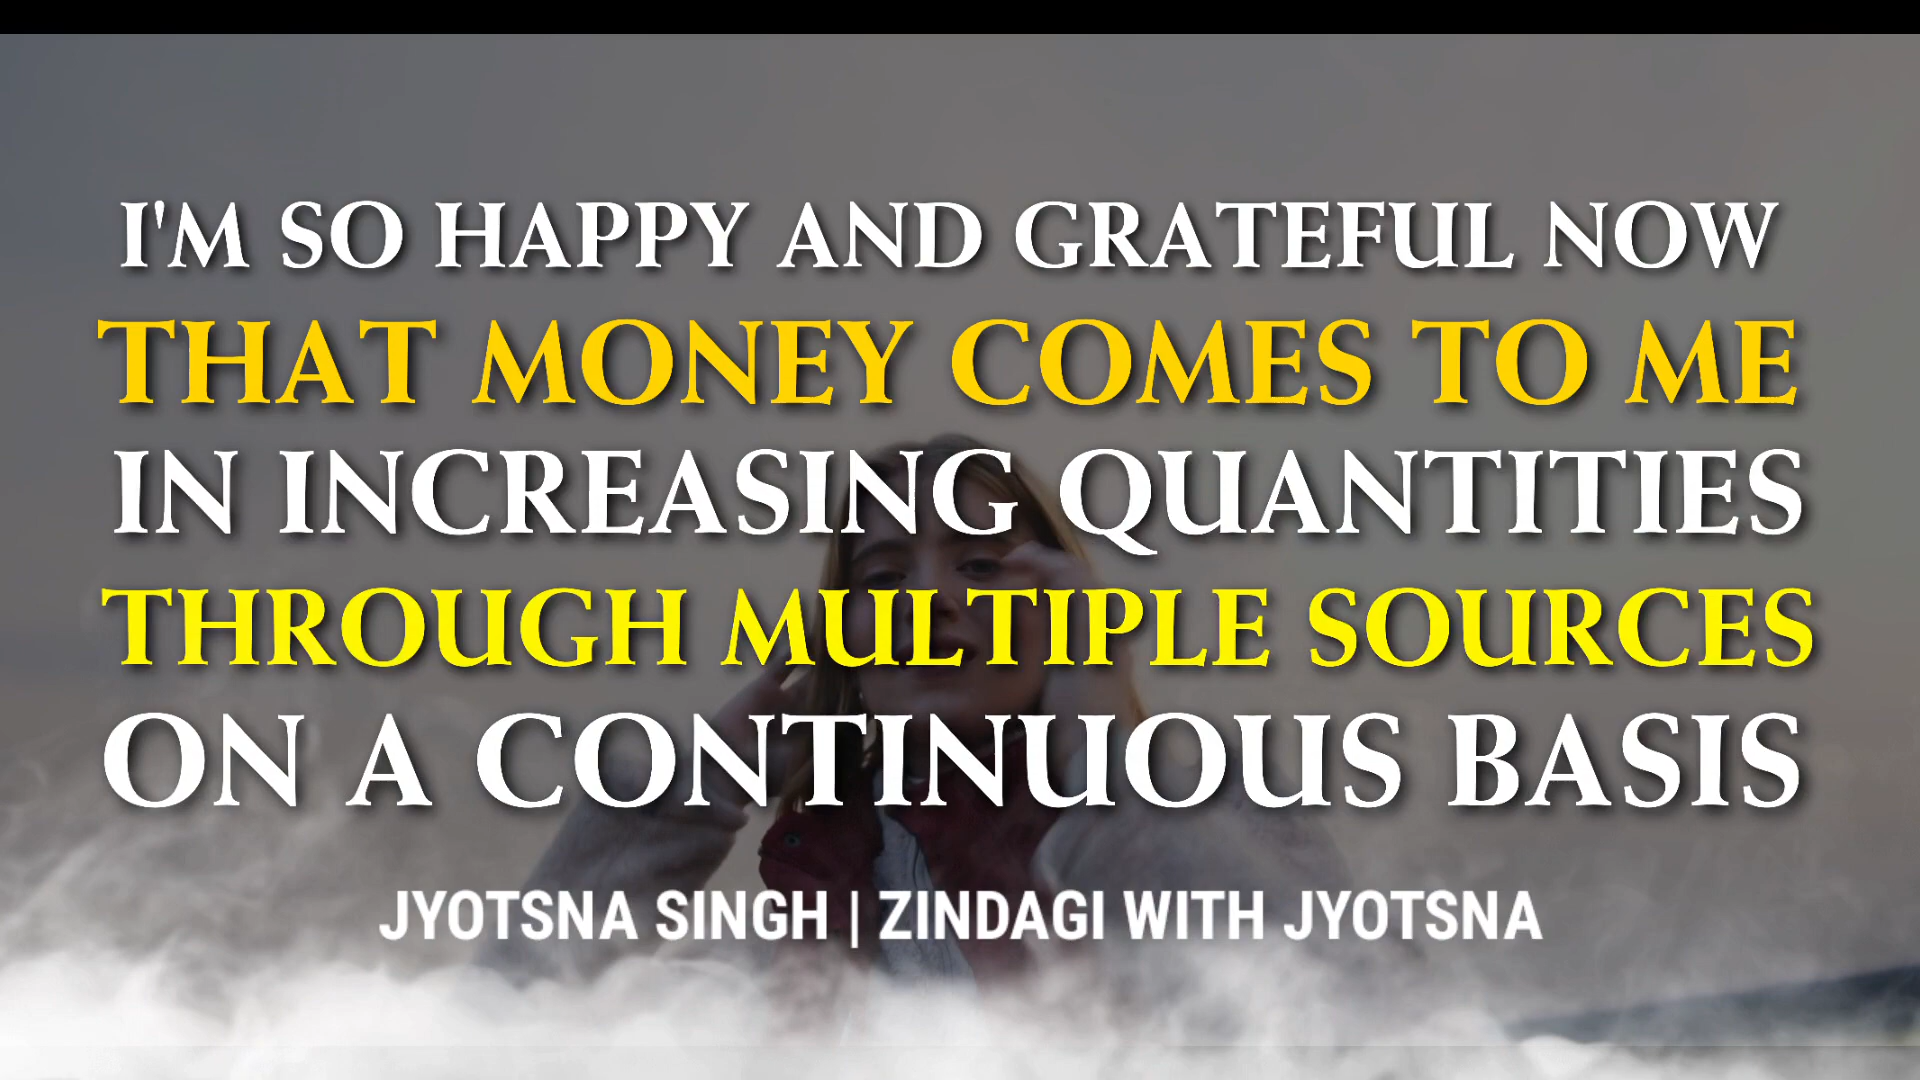 I'M SO HAPPY AND GRATEFUL NOW
THAT MONEY COMES TO ME
IN INCREASING QUANTITIES
THROUGH MULTIPLE SOURCES
ON A CONTINUOUS BASIS
JYOTSNA SINGH | ZINDAGI WITH JYOTSNA